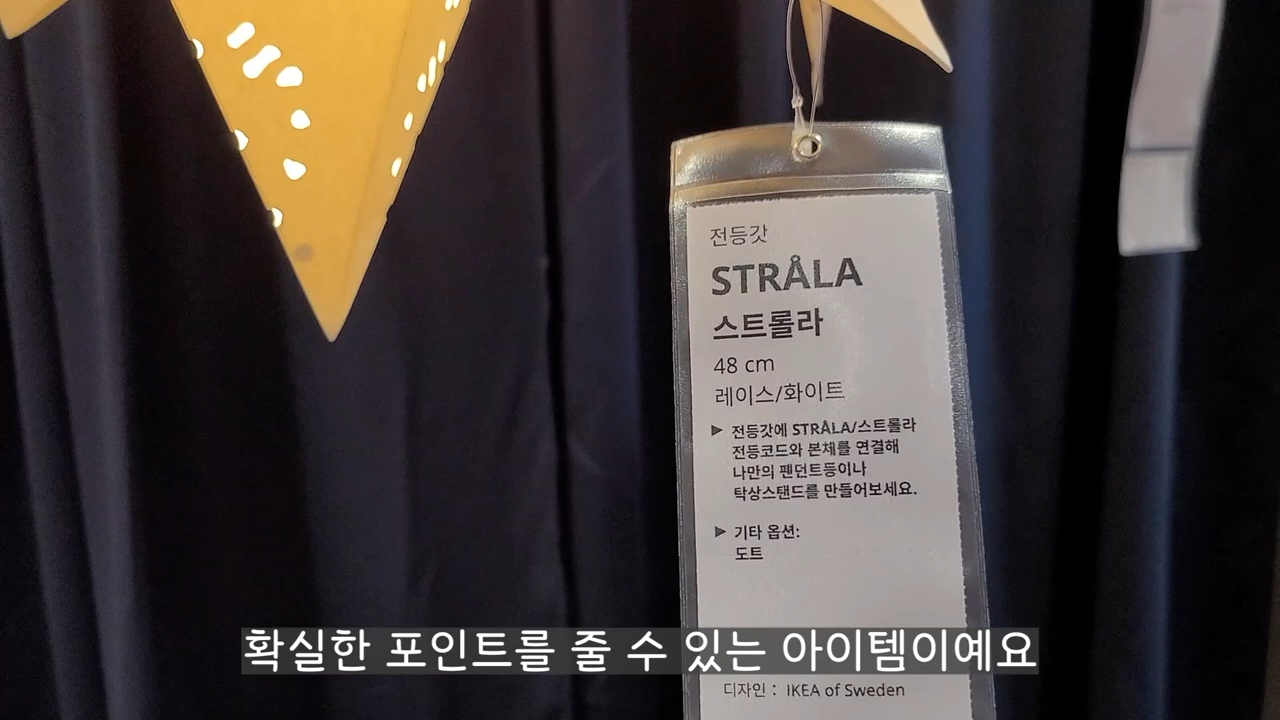 전등갓
STRÅLA
스트롤라
48 cm
레이스/화이트
▶ 전등갓에 STRÅLA/스트롤라
전등코드와 본체를 연결해
나만의 펜던트등이나
탁상스탠드를 만들어보세요.
▶ 기타 옵션:
도트
확실한 포인트를 줄 수 있는 아이템이예요
디자인 : IKEA of Sweden